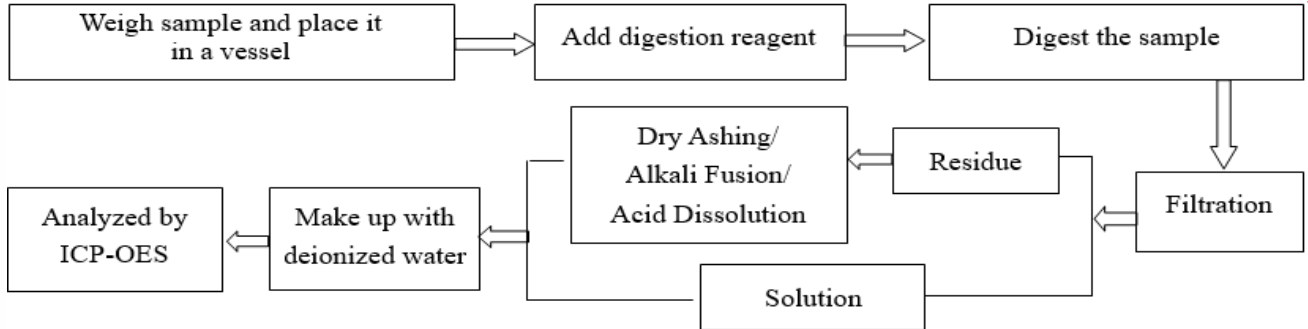 Weigh sample and place it
in a vessel
Add digestion reagent
Digest the sample
Filtration
Residue
Dry Ashing/
Alkali Fusion/
Acid Dissolution
Solution
Make up with
deionized water
Analyzed by
ICP-OES